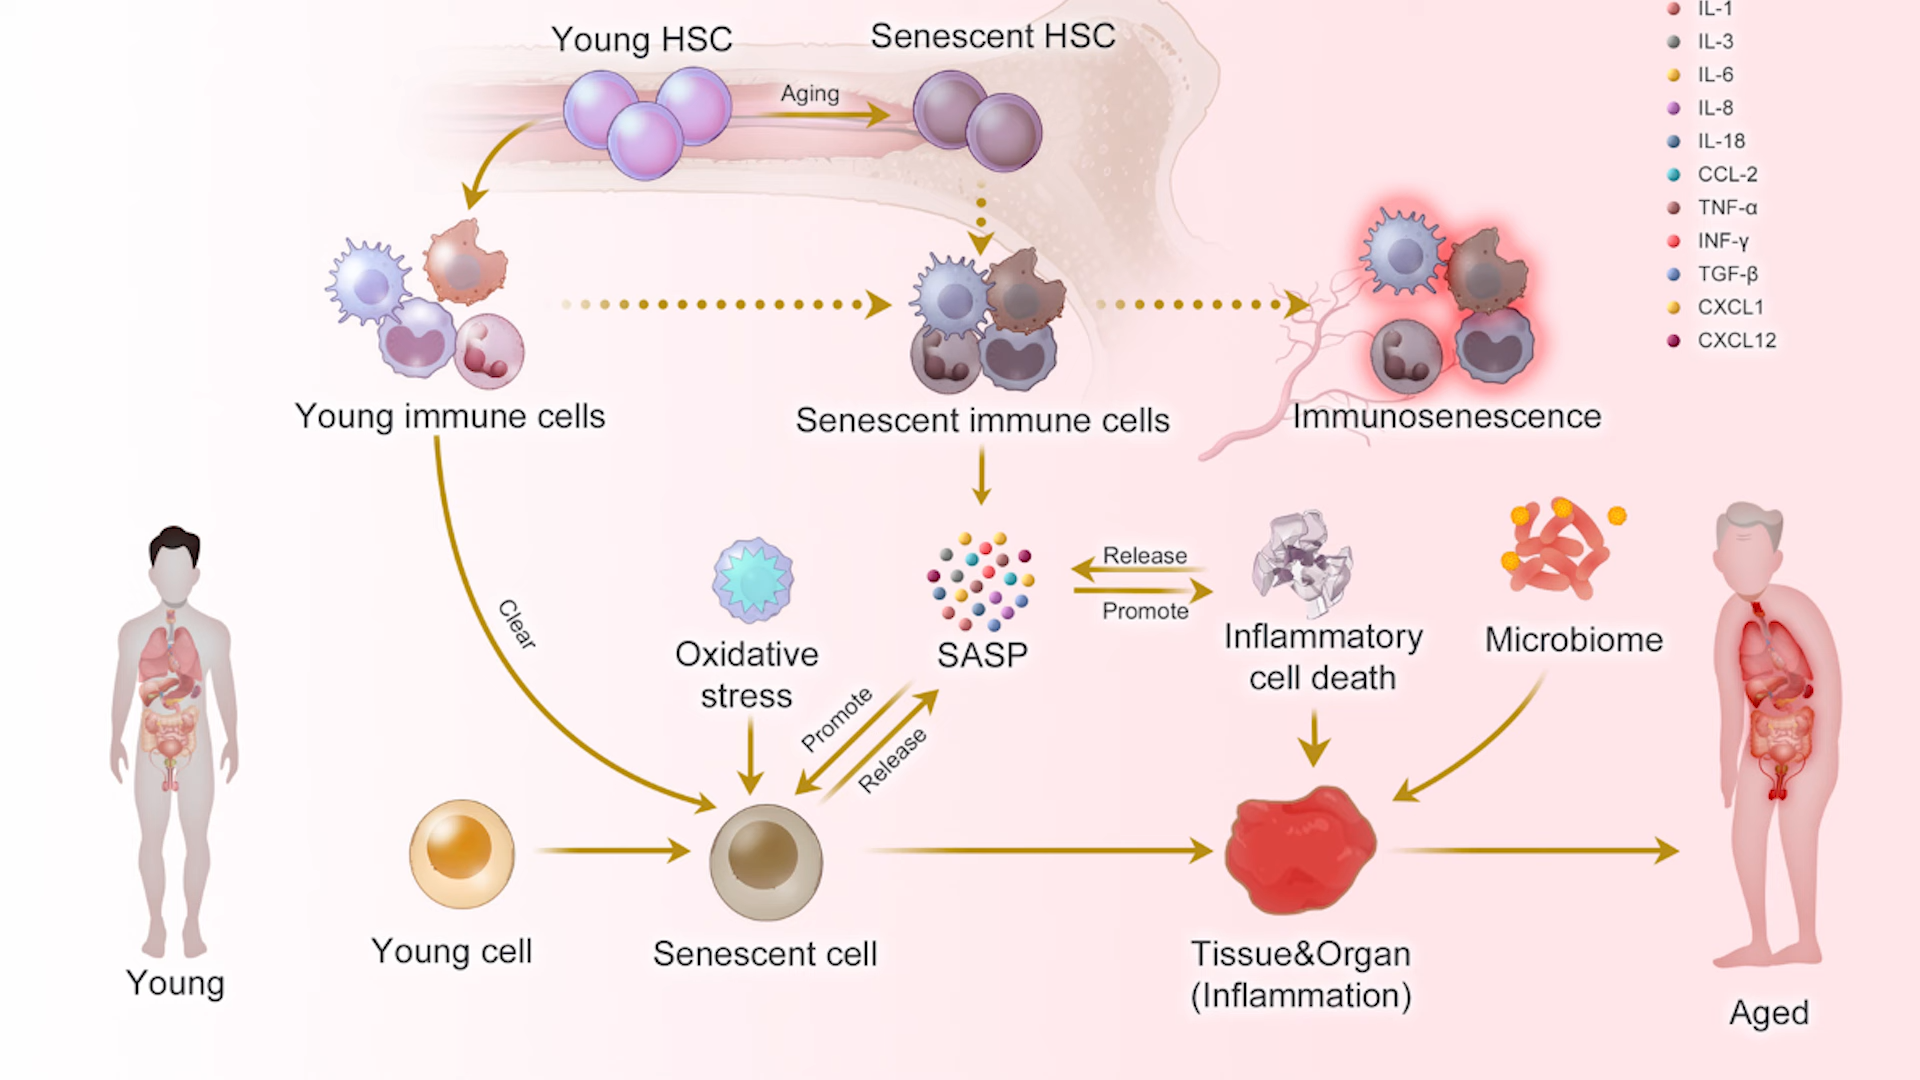 Young HSC
Senescent HSC
Aging
IL-1
IL-3
IL-6
IL-8
IL-18
CCL-2
TNF-α
INF-γ
TGF-β
CXCL1
CXCL12
Young immune cells
Senescent immune cells
Immunosenescence
Clear
Oxidative
stress
SASP
Release
Promote
Inflammatory
cell death
Microbiome
Promote
Release
Young cell
Senescent cell
Tissue&Organ
(Inflammation)
Young
Aged